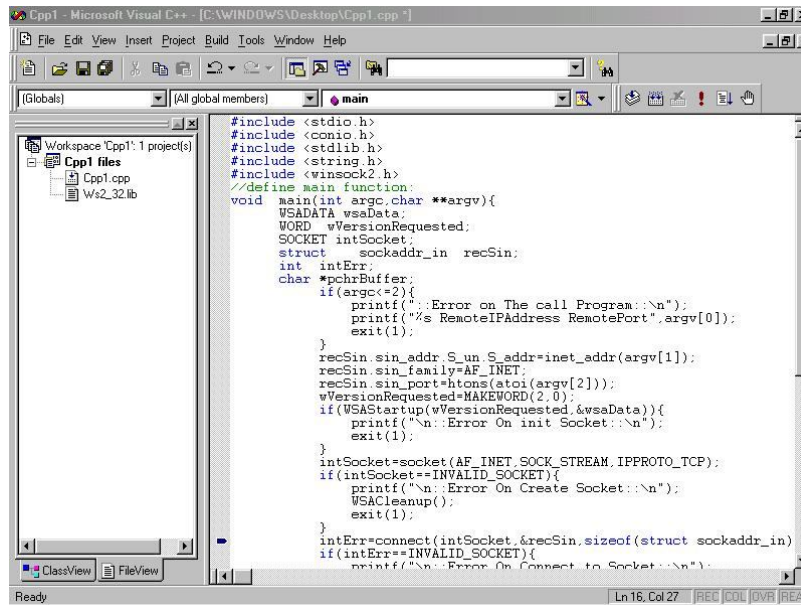 Cpp1 - Microsoft Visual C++ - [C:\WINDOWS\Desktop\Cpp1.cpp *]
File Edit View Insert Project Build Tools Window Help
(Globals) (All global members) main
Workspace 'Cpp1': 1 project(s)
Cpp1 files
Cpp1.cpp
Ws2_32.lib
ClassView FileView
#include <stdio.h>
#include <conio.h>
#include <stdlib.h>
#include <string.h>
#include <winsock2.h>
//define main function:
void main(int argc,char **argv){
WSADATA wsaData;
WORD wVersionRequested;
SOCKET intSocket;
struct sockaddr_in recSin;
int intErr;
char *pchrBuffer;
if(argc<=2){
printf("::Error on The call Program::\n");
printf("%s RemoteIPAddress RemotePort",argv[0]);
exit(1);
}
recSin.sin_addr.S_un.S_addr=inet_addr(argv[1]);
recSin.sin_family=AF_INET;
recSin.sin_port=htons(atoi(argv[2]));
wVersionRequested=MAKEWORD(2,0);
if(WSAStartup(wVersionRequested,&wsaData)){
printf("\n::Error On init Socket::\n");
exit(1);
}
intSocket=socket(AF_INET,SOCK_STREAM,IPPROTO_TCP);
if(intSocket==INVALID_SOCKET){
printf("\n::Error On Create Socket::\n");
WSACleanup();
exit(1);
}
intErr=connect(intSocket,&recSin,sizeof(struct sockaddr_in)
if(intErr==INVALID_SOCKET){
printf("\n::Error On Connect to Socket::\n");
Ready Ln 16, Col 27 REC COL OVR REA